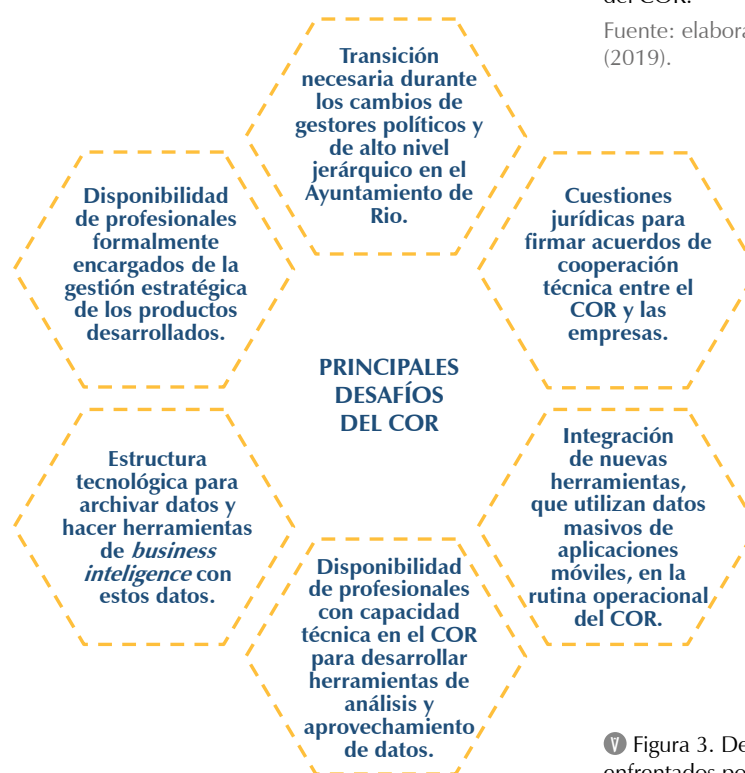 del COR.
Fuente: elabora
(2019).
Transición
necesaria durante
los cambios de
gestores políticos y
de alto nivel
jerárquico en el
Ayuntamiento de
Rio.
Disponibilidad
de profesionales
formalmente
encargados de la
gestión estratégica
de los productos
desarrollados.
Cuestiones
jurídicas para
firmar acuerdos de
cooperación
técnica entre el
COR y las
empresas.
PRINCIPALES
DESAFÍOS
DEL COR
Estructura
tecnológica para
archivar datos y
hacer herramientas
de business
inteligence con
estos datos.
Integración
de nuevas
herramientas,
que utilizan datos
masivos de
aplicaciones
móviles, en la
rutina operacional
del COR.
Disponibilidad
de profesionales
con capacidad
técnica en el COR
para desarrollar
herramientas de
análisis y
aprovechamiento
de datos.
Figura 3. De
enfrentados po